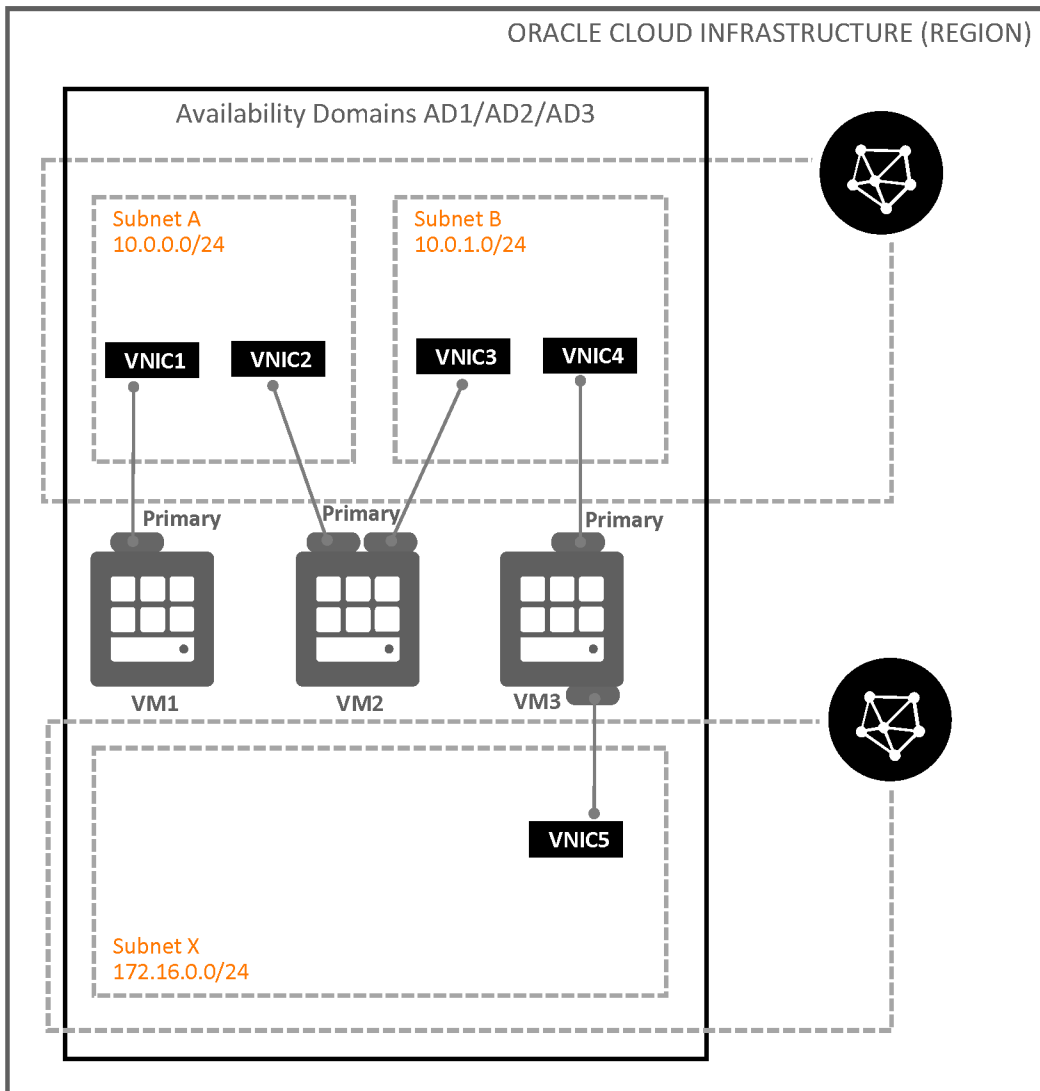 ORACLE CLOUD INFRASTRUCTURE (REGION)
Availability Domains AD1/AD2/AD3
Subnet A
10.0.0.0/24
Subnet B
10.0.1.0/24
VNIC1
VNIC2
VNIC3
VNIC4
Primary
Primary
Primary
VM1
VM2
VM3
VNIC5
Subnet X
172.16.0.0/24